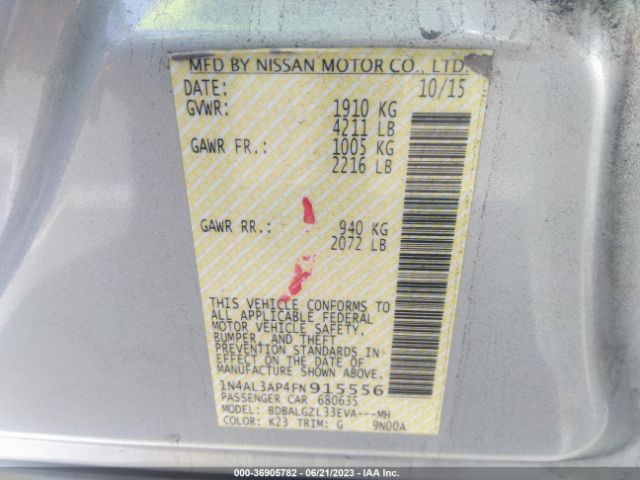 MFD BY NISSAN MOTOR CO., LTD.
DATE: 10/15
GVWR: 1910 KG
4211 LB
GAWR FR.: 1005 KG
2216 LB
GAWR RR.: 940 KG
2072 LB
THIS VEHICLE CONFORMS TO
ALL APPLICABLE FEDERAL
MOTOR VEHICLE SAFETY,
BUMPER, AND THEFT
PREVENTION STANDARDS IN
EFFECT ON THE DATE OF
MANUFACTURE SHOWN ABOVE.
1N4AL3AP4FN915556
PASSENGER CAR 680635
MODEL: BDBALGZL33EVA---MH
COLOR: K23 TRIM: G 9N00A
000-36905782 - 06/21/2023 - IAA Inc.